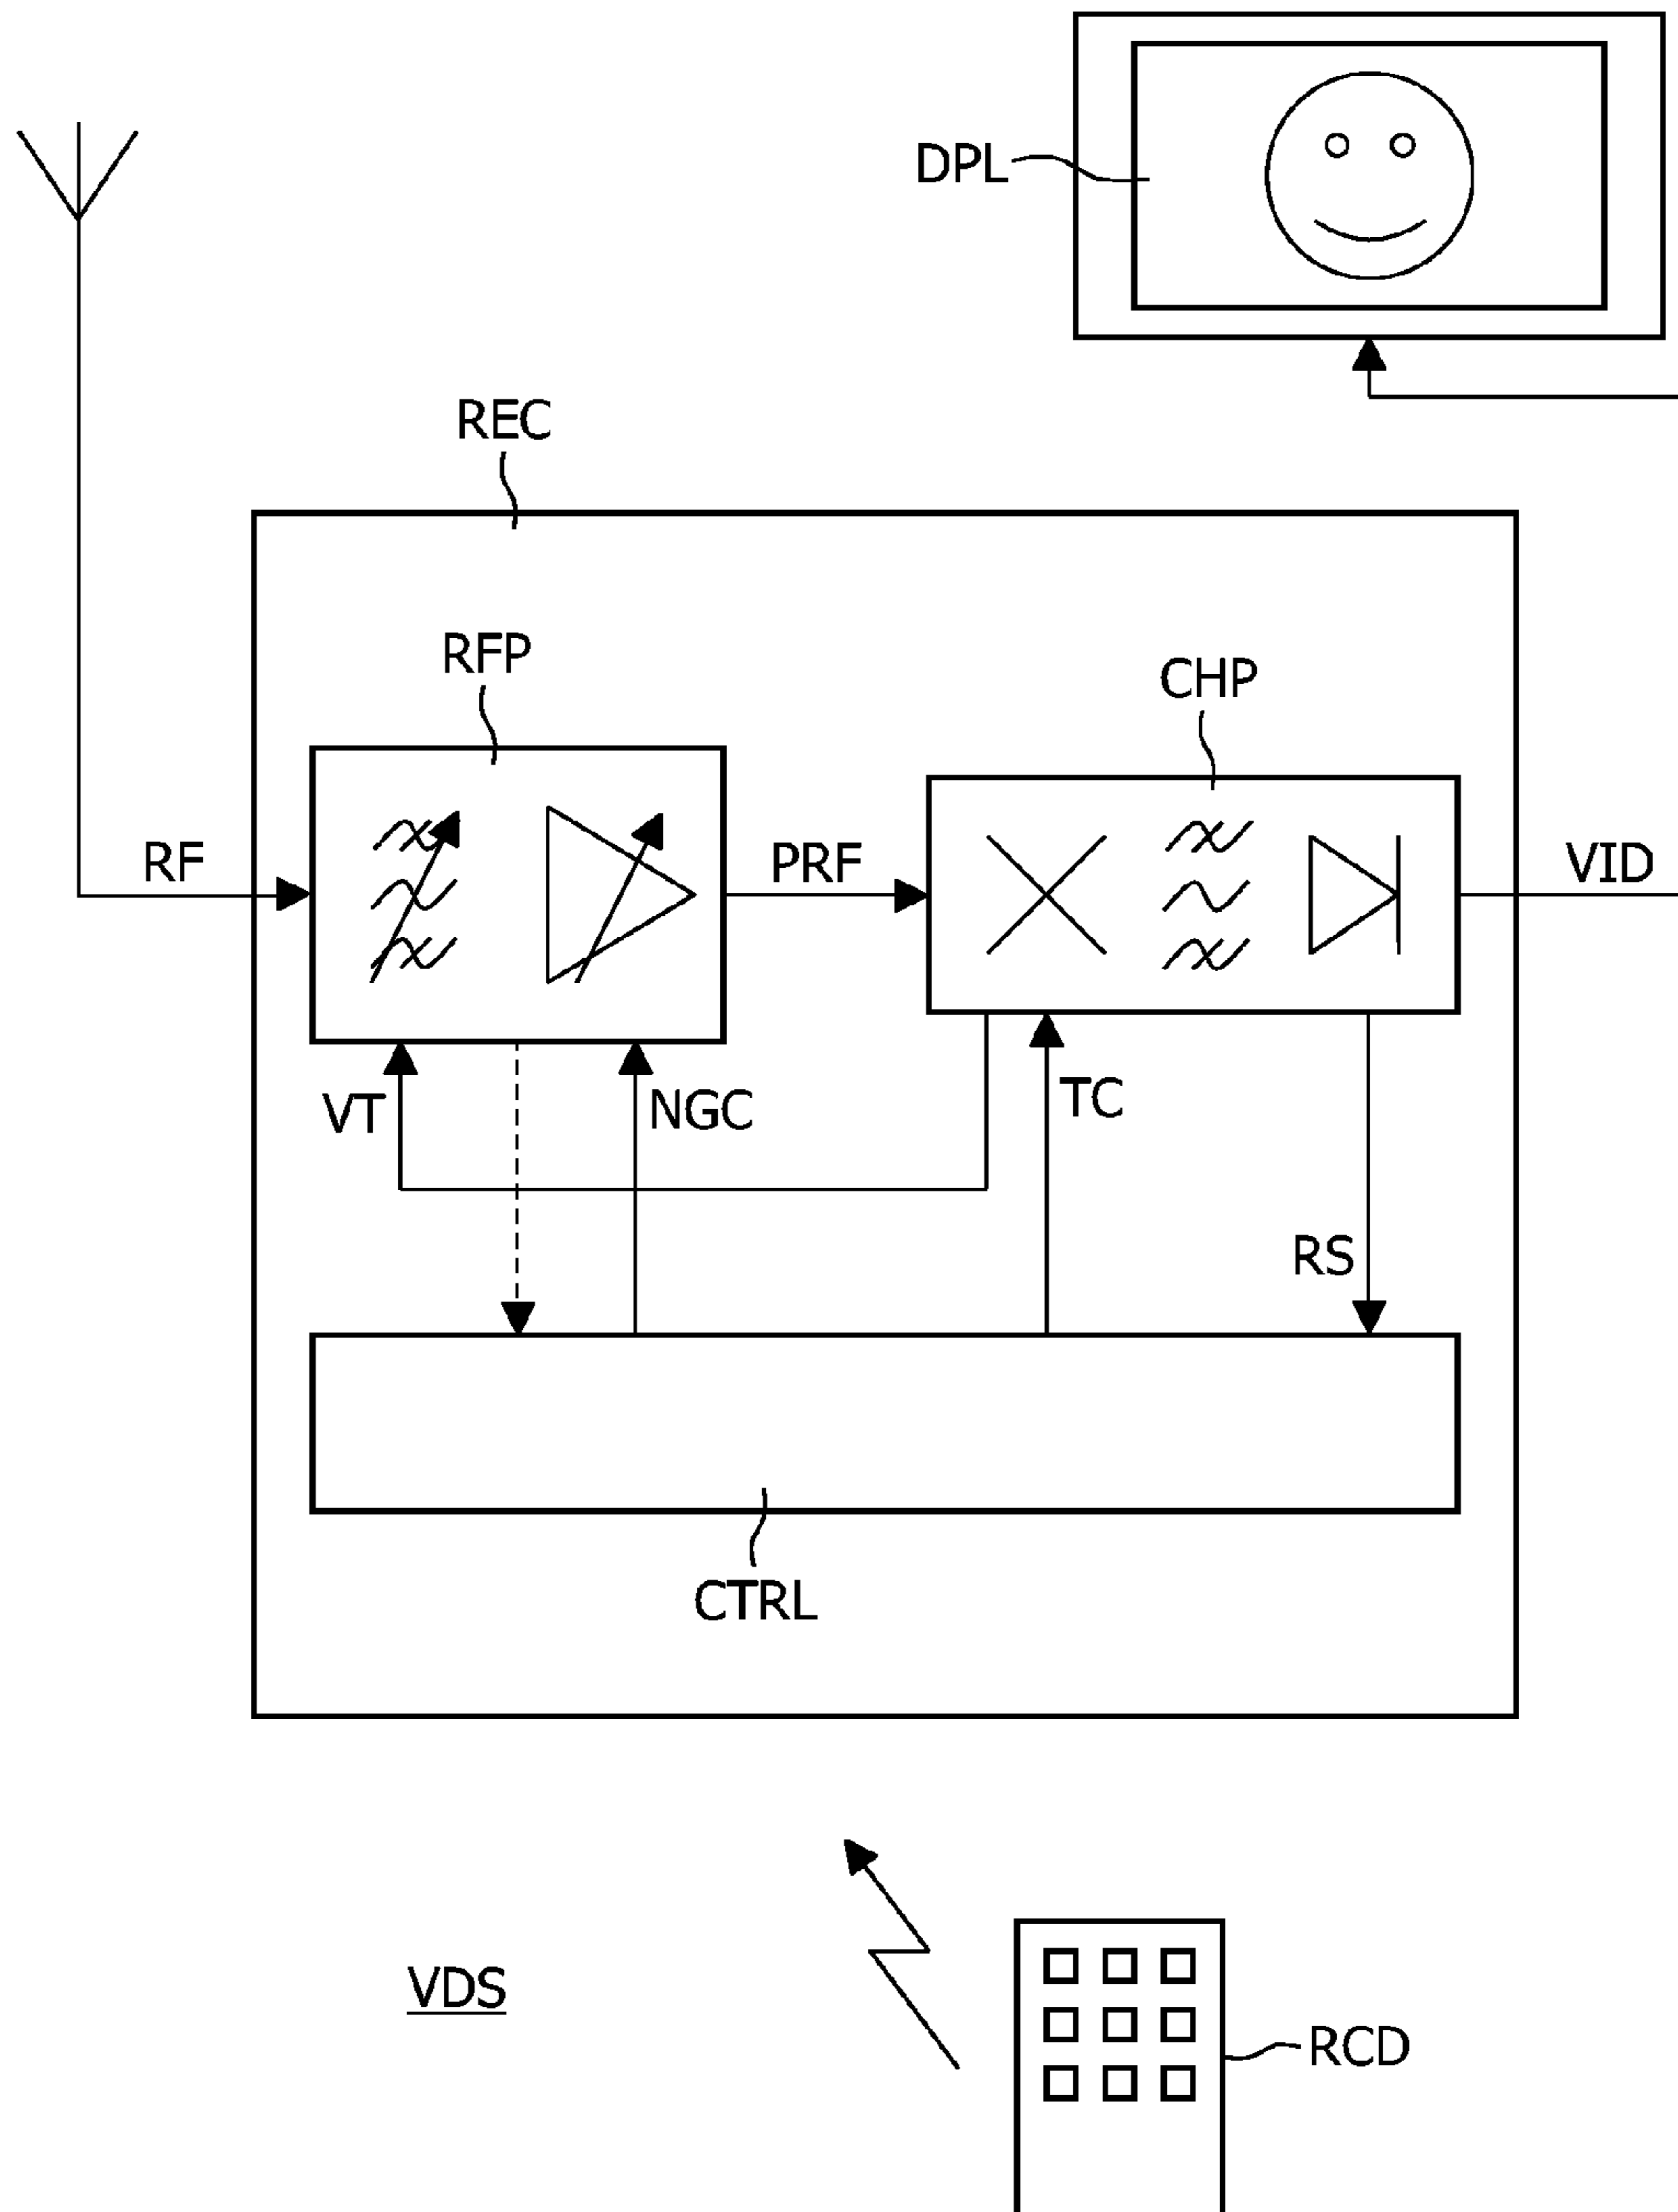 DPL
REC
RFP
CHP
RF
PRF
VID
VT
NGC
TC
RS
CTRL
VDS
RCD